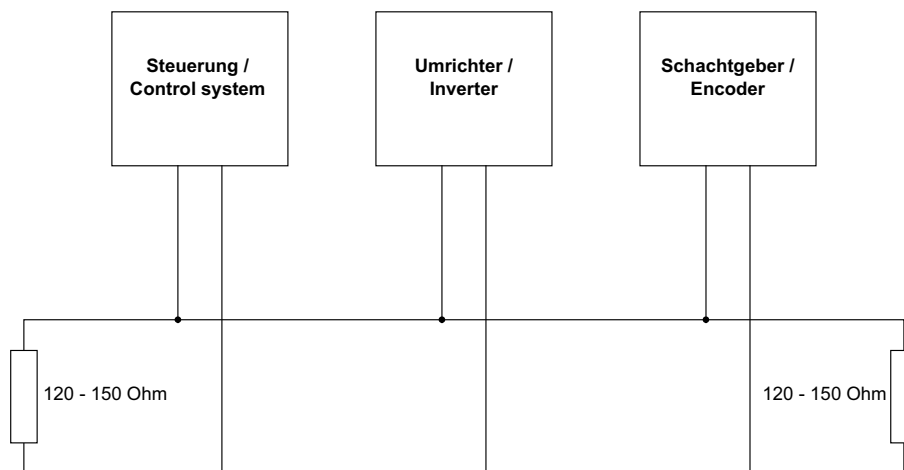 Steuerung /
Control system
Umrichter /
Inverter
Schachtgeber /
Encoder
120 - 150 Ohm
120 - 150 Ohm